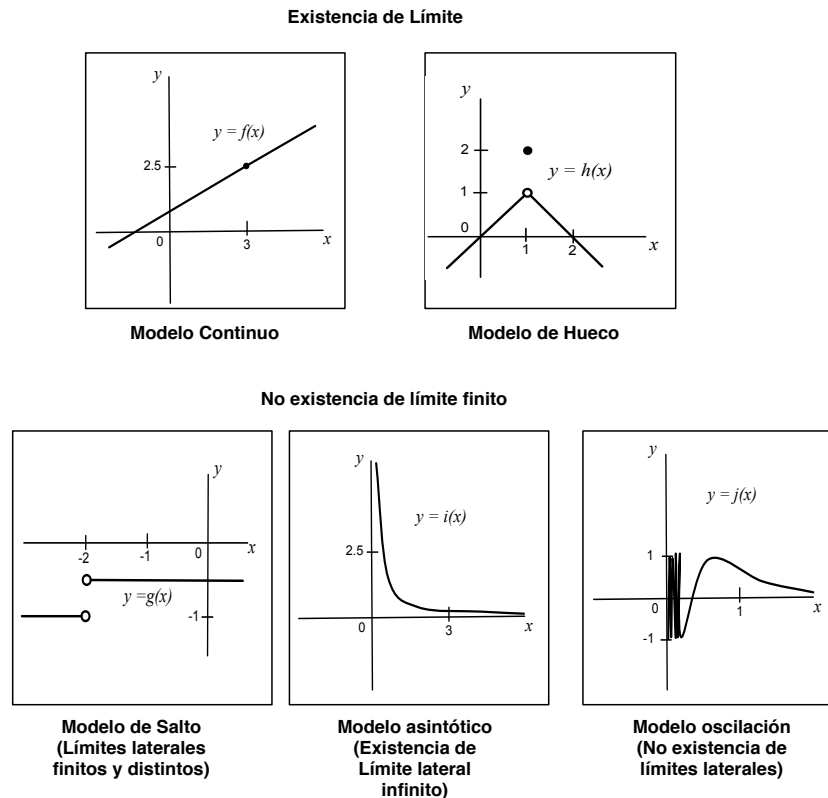 Existencia de Límite
y
y = f(x)
2.5
0
3
x
Modelo Continuo
y
2
y = h(x)
1
0
1
2
x
Modelo de Hueco
No existencia de límite finito
y
-2
-1
0
x
y =g(x)
-1
Modelo de Salto
(Límites laterales
finitos y distintos)
y
y = i(x)
2.5
0
3
x
Modelo asintótico
(Existencia de
Límite lateral
infinito)
y
y = j(x)
1
0
1
x
-1
Modelo oscilación
(No existencia de
límites laterales)